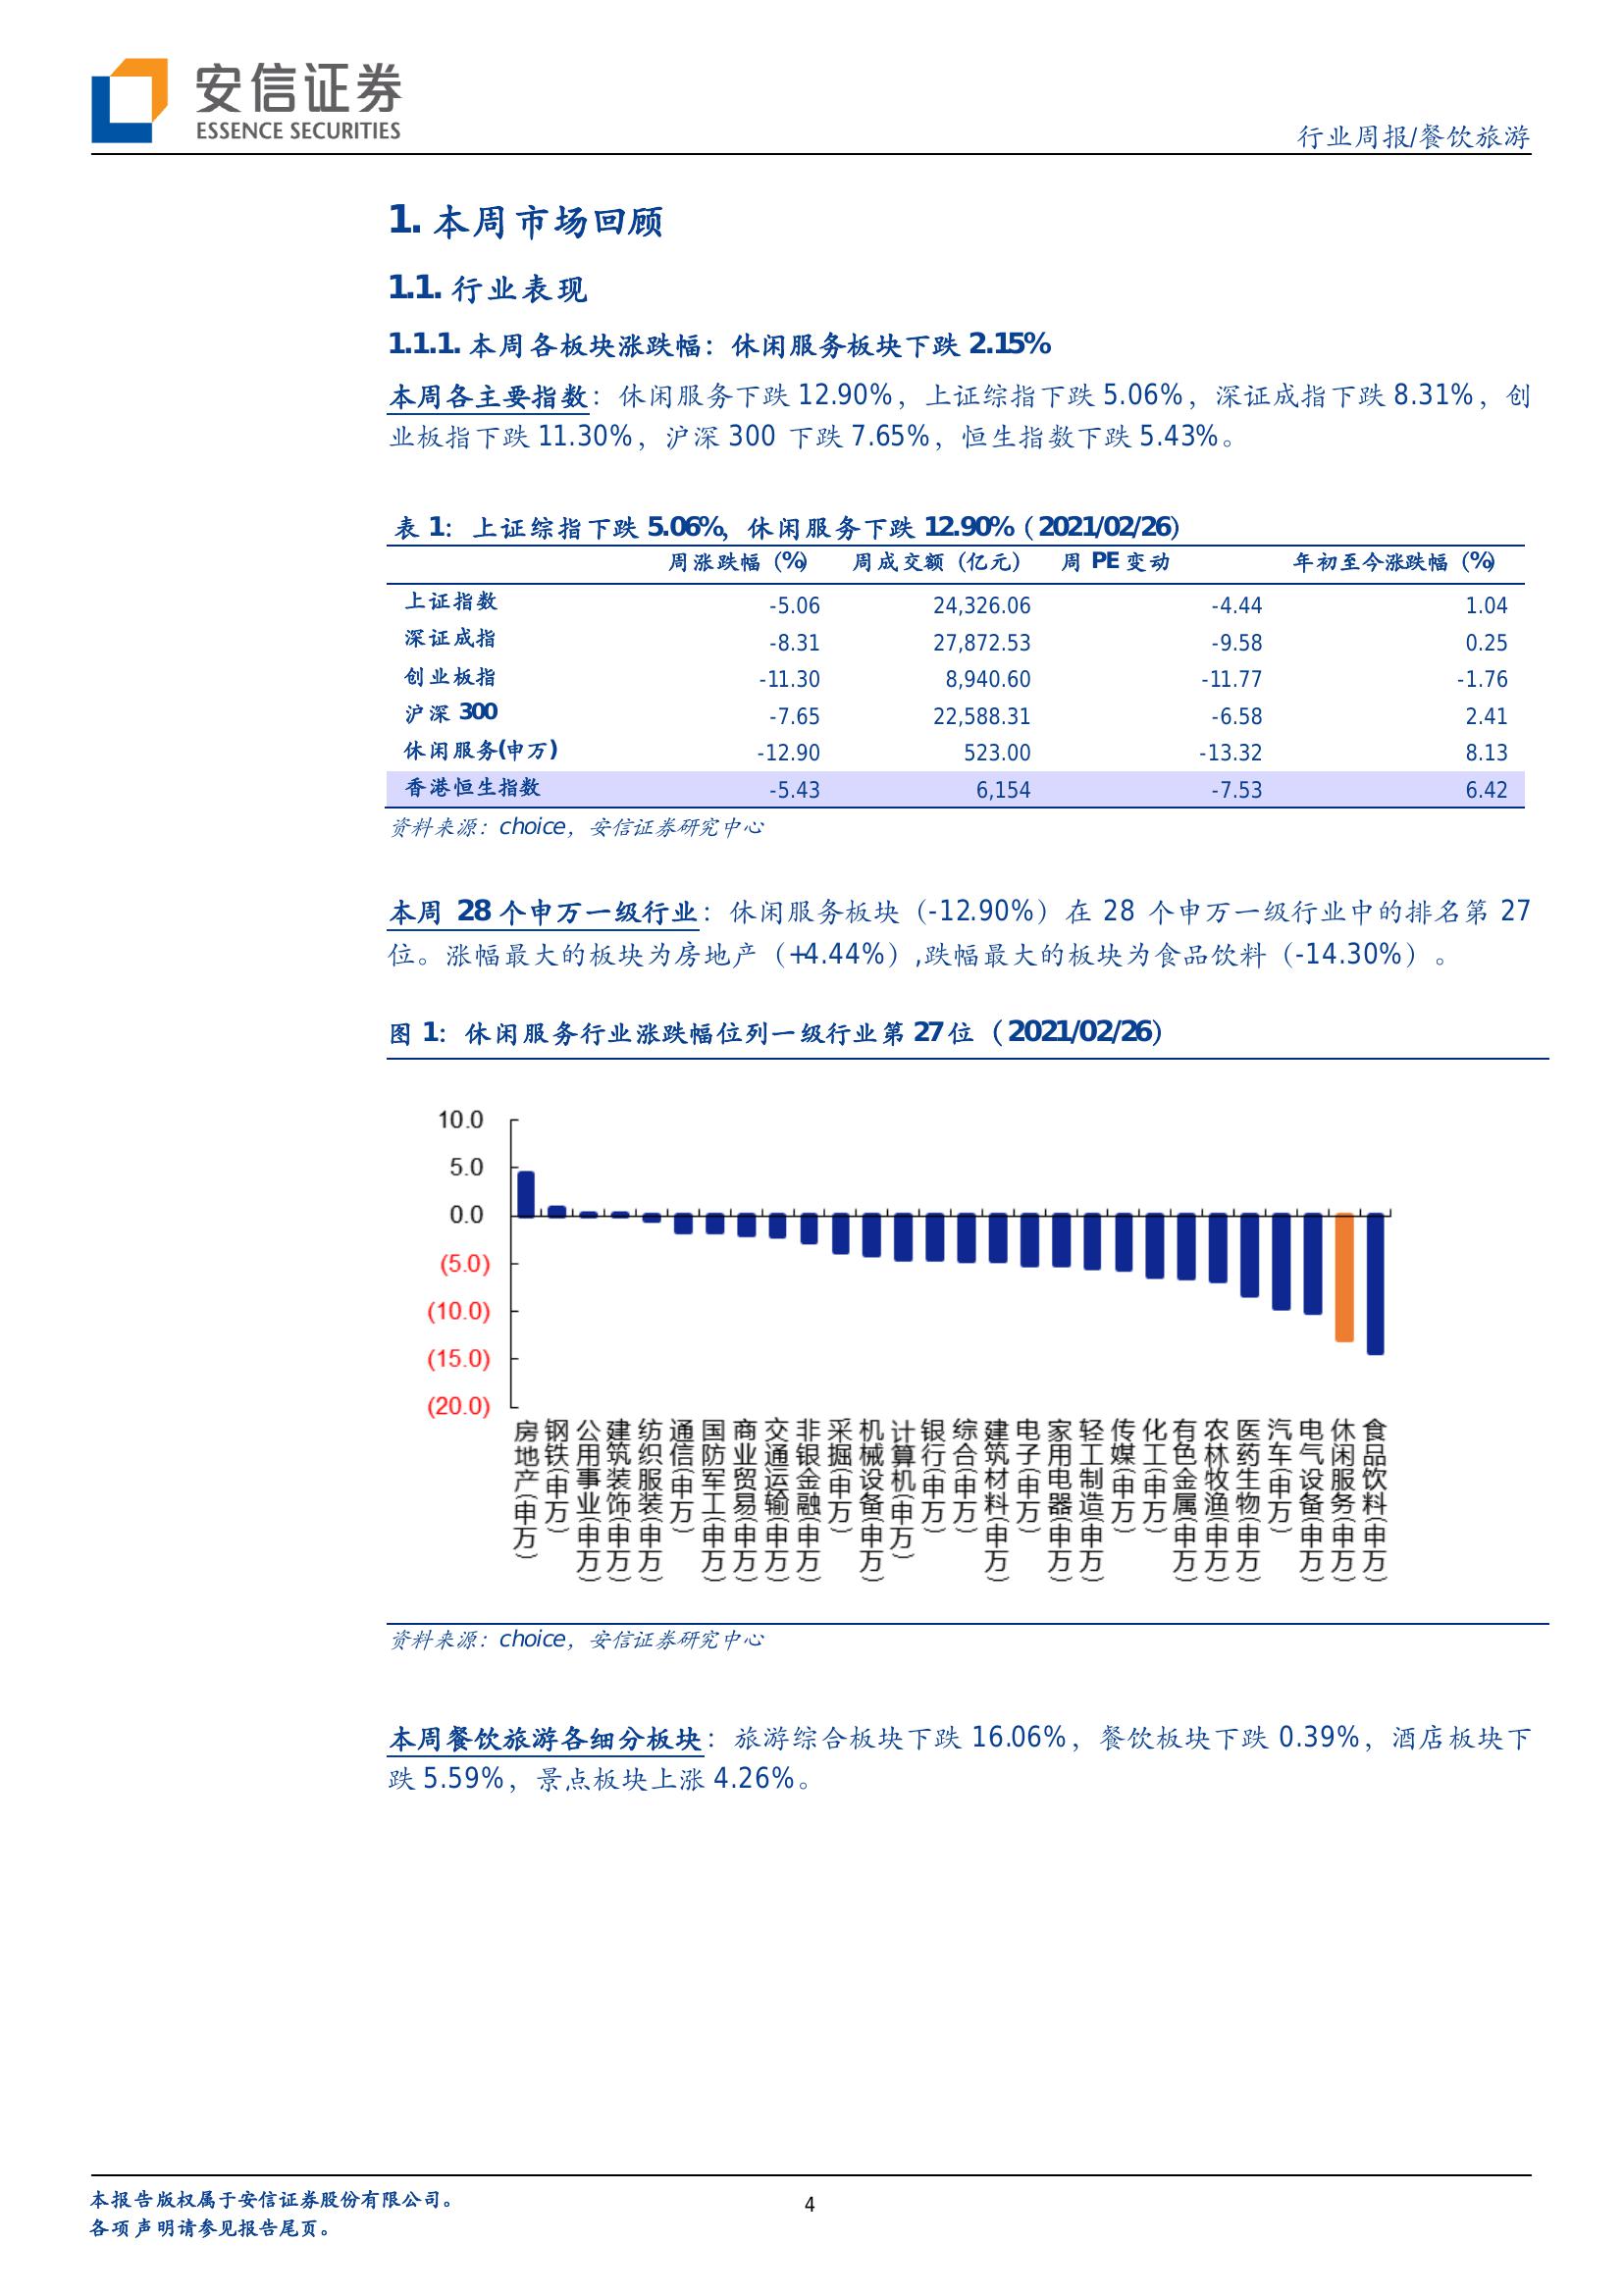 安信证券
ESSENCE SECURITIES
行业周报/餐饮旅游
1. 本周市场回顾
1.1. 行业表现
1.1.1. 本周各板块涨跌幅：休闲服务板块下跌 2.15%
本周各主要指数：休闲服务下跌 12.90%，上证综指下跌 5.06%，深证成指下跌 8.31%，创
业板指下跌 11.30%，沪深 300 下跌 7.65%，恒生指数下跌 5.43%。
表 1：上证综指下跌 5.06%，休闲服务下跌 12.90%（2021/02/26）
周涨跌幅（%） 周成交额（亿元） 周 PE 变动 年初至今涨跌幅（%）
上证指数 -5.06 24,326.06 -4.44 1.04
深证成指 -8.31 27,872.53 -9.58 0.25
创业板指 -11.30 8,940.60 -11.77 -1.76
沪深 300 -7.65 22,588.31 -6.58 2.41
休闲服务(申万) -12.90 523.00 -13.32 8.13
香港恒生指数 -5.43 6,154 -7.53 6.42
资料来源：choice，安信证券研究中心
本周 28 个申万一级行业：休闲服务板块（-12.90%）在 28 个申万一级行业中的排名第 27
位。涨幅最大的板块为房地产（+4.44%）,跌幅最大的板块为食品饮料（-14.30%）。
图 1：休闲服务行业涨跌幅位列一级行业第 27 位（2021/02/26）
10.0
5.0
0.0
(5.0)
(10.0)
(15.0)
(20.0)
房地产(申万)
钢铁(申万)
公用事业(申万)
建筑装饰(申万)
纺织服装(申万)
通信(申万)
国防军工(申万)
商业贸易(申万)
交通运输(申万)
非银金融(申万)
采掘(申万)
机械设备(申万)
计算机(申万)
银行(申万)
综合(申万)
建筑材料(申万)
电子(申万)
家用电器(申万)
轻工制造(申万)
传媒(申万)
化工(申万)
有色金属(申万)
农林牧渔(申万)
医药生物(申万)
汽车(申万)
电气设备(申万)
休闲服务(申万)
食品饮料(申万)
资料来源：choice，安信证券研究中心
本周餐饮旅游各细分板块：旅游综合板块下跌 16.06%，餐饮板块下跌 0.39%，酒店板块下
跌 5.59%，景点板块上涨 4.26%。
本报告版权属于安信证券股份有限公司。
各项声明请参见报告尾页。
4